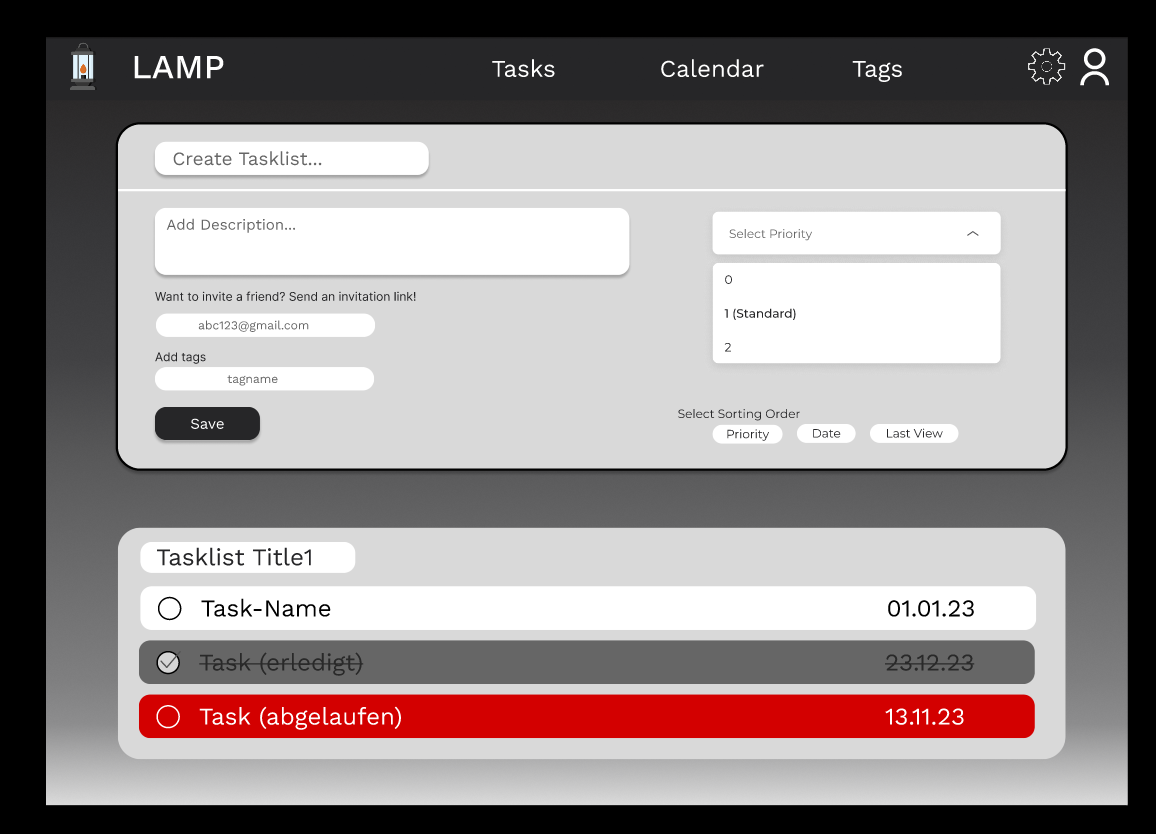 LAMP Tasks Calendar Tags
Create Tasklist...
Add Description...
Select Priority
0
1 (Standard)
2
Want to invite a friend? Send an invitation link!
abc123@gmail.com
Add tags
tagname
Save
Select Sorting Order
Priority Date Last View
Tasklist Title1
Task-Name 01.01.23
Task (erledigt) 23.12.23
Task (abgelaufen) 13.11.23